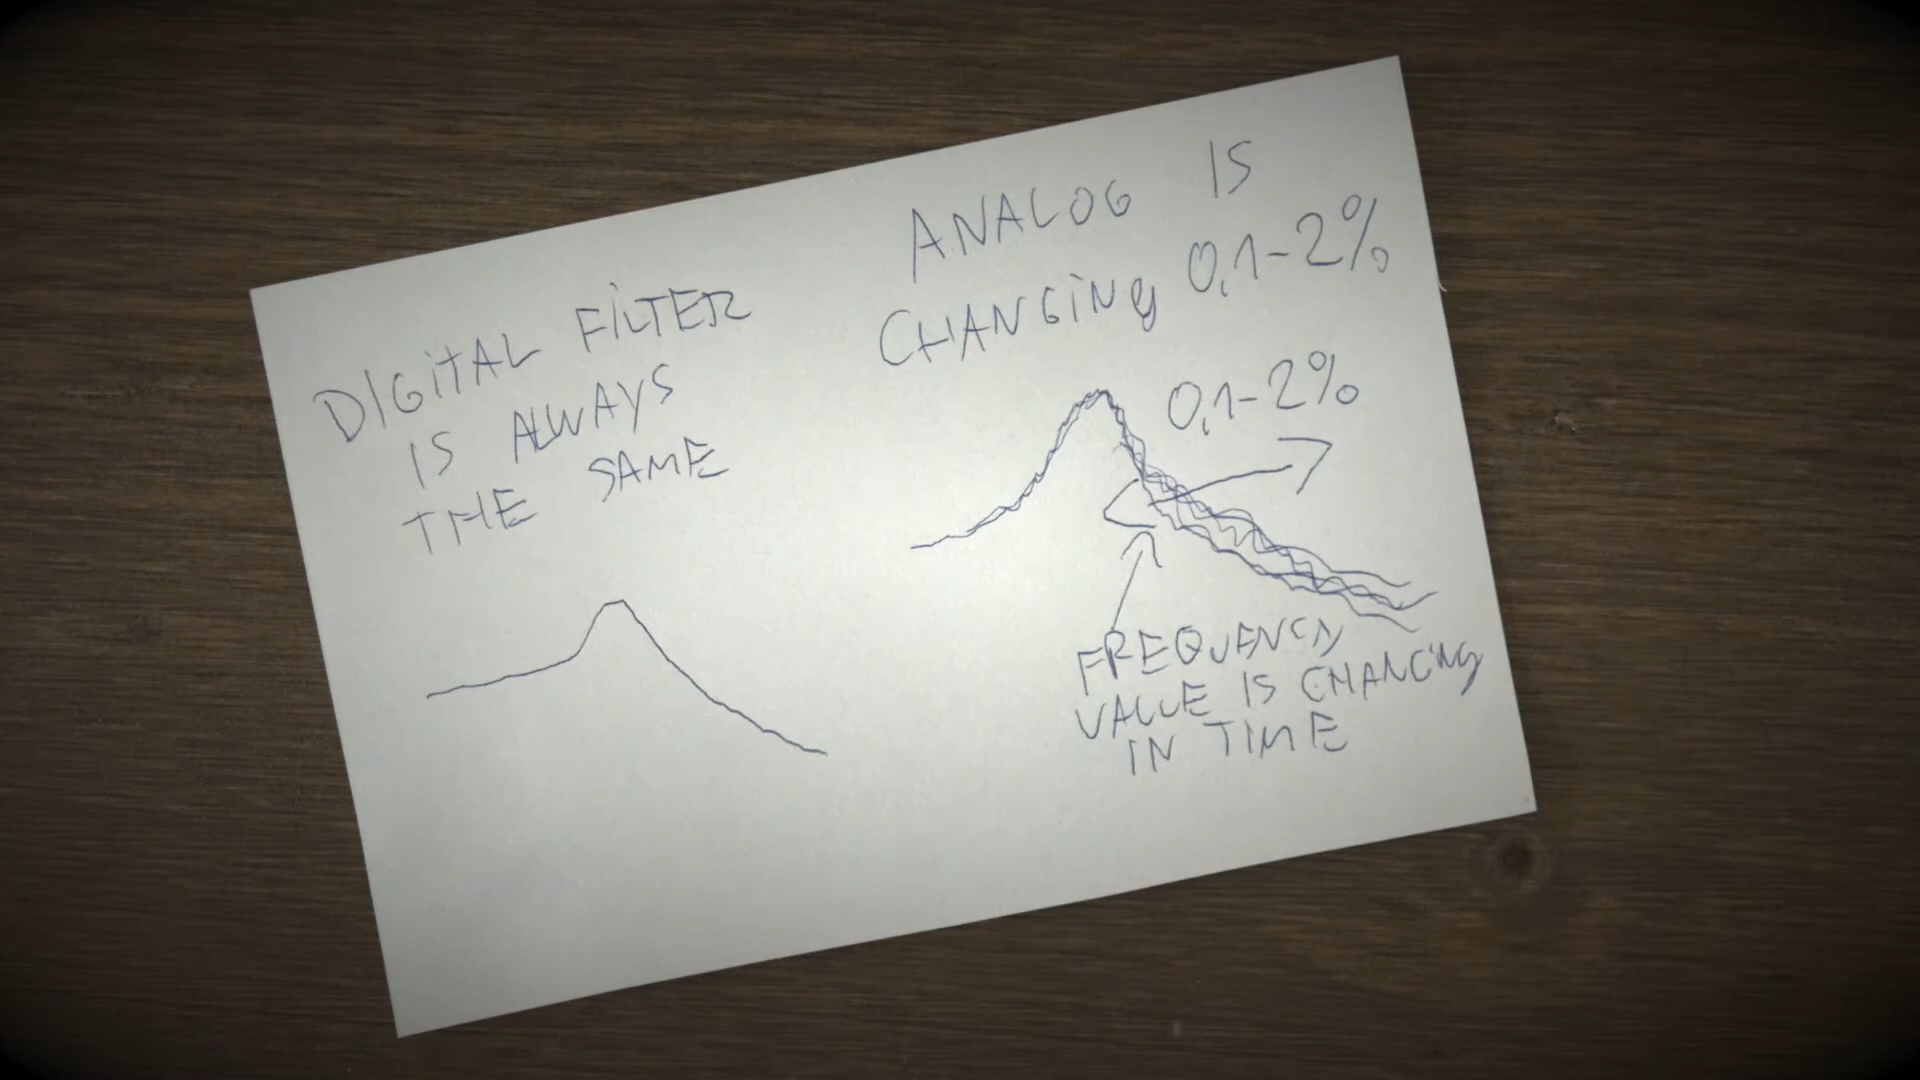 DIGITAL FILTER
IS ALWAYS
THE SAME
ANALOG IS
CHANGING 0,1-2%
0,1-2%
FREQUENCY
VALUE IS CHANGING
IN TIME